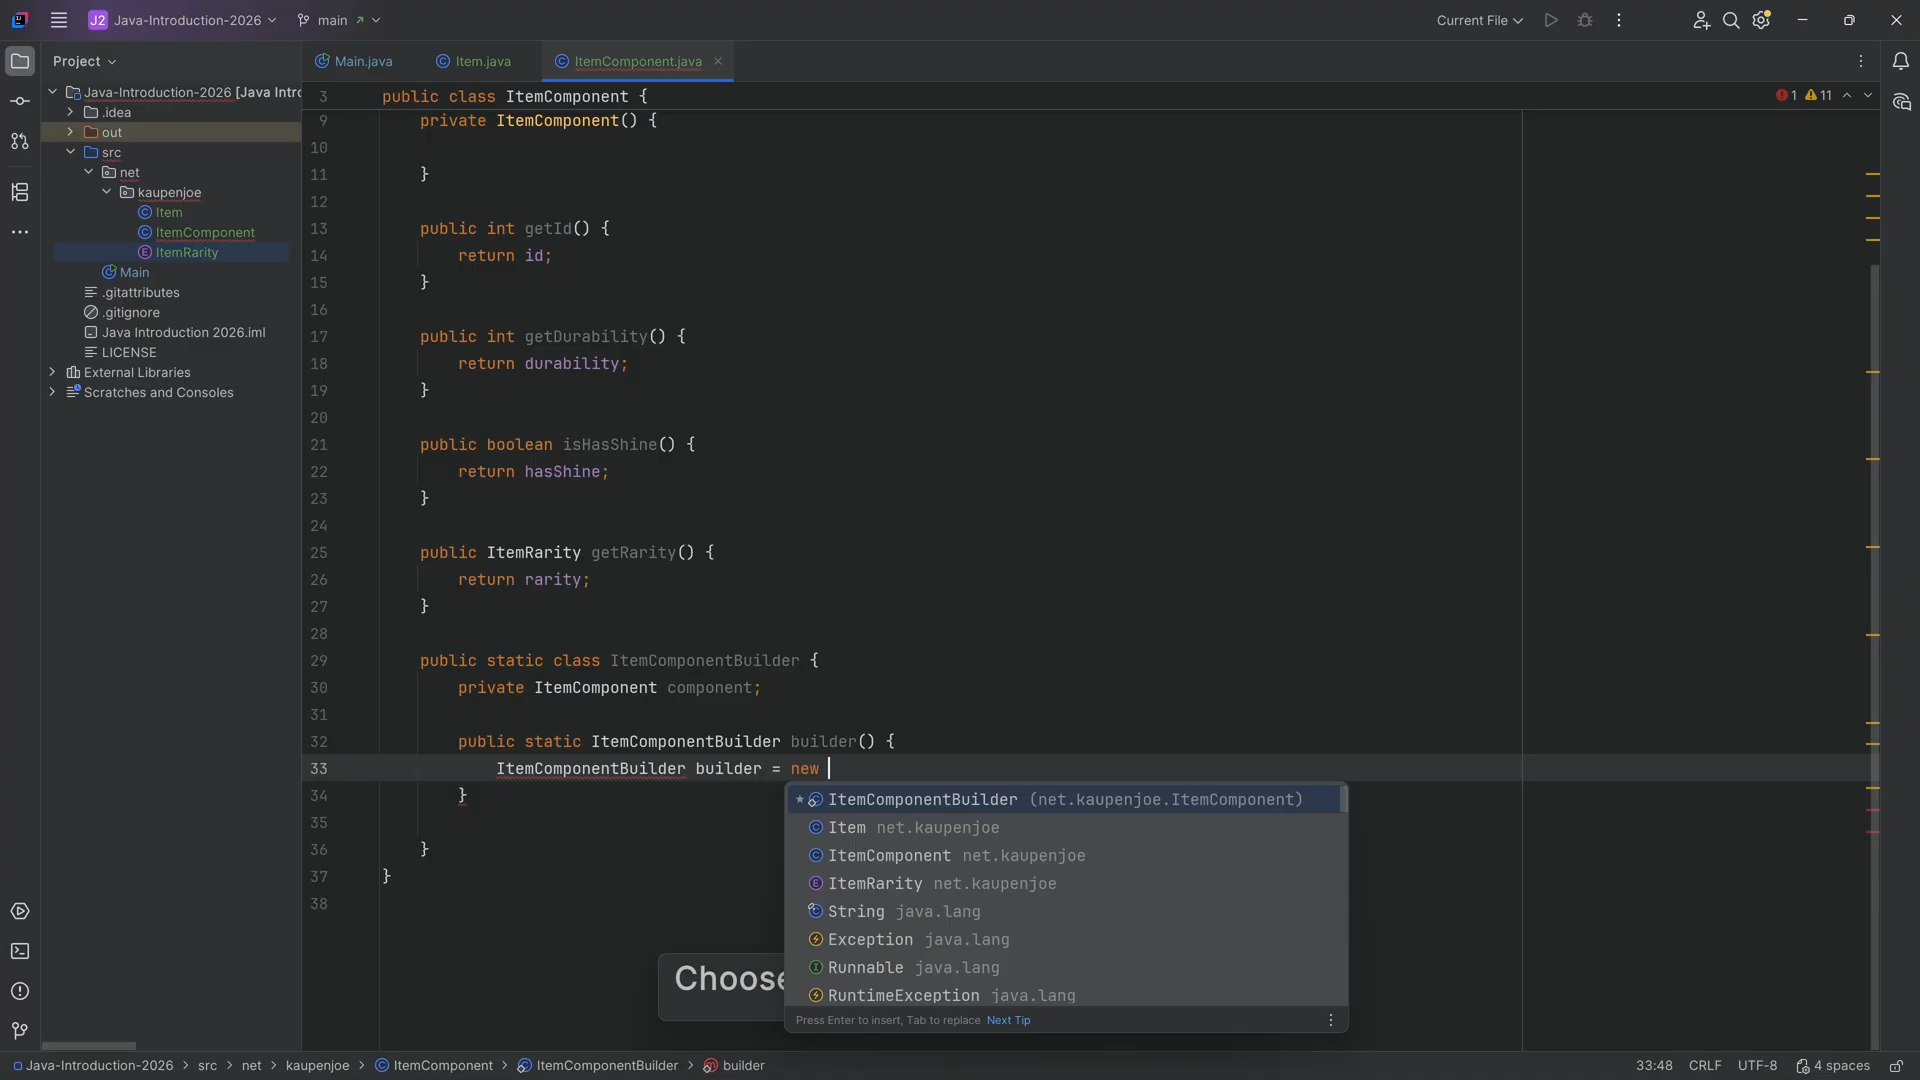 J2 Java-Introduction-2026 main Current File
Project Main.java Item.java ItemComponent.java
Java-Introduction-2026 [Java Intro
.idea
out
src
net
kaupenjoe
Item
ItemComponent
ItemRarity
Main
.gitattributes
.gitignore
Java Introduction 2026.iml
LICENSE
External Libraries
Scratches and Consoles
3 public class ItemComponent { 1 11
9 private ItemComponent() {
10
11 }
12
13 public int getId() {
14 return id;
15 }
16
17 public int getDurability() {
18 return durability;
19 }
20
21 public boolean isHasShine() {
22 return hasShine;
23 }
24
25 public ItemRarity getRarity() {
26 return rarity;
27 }
28
29 public static class ItemComponentBuilder {
30 private ItemComponent component;
31
32 public static ItemComponentBuilder builder() {
33 ItemComponentBuilder builder = new
34 }
35
36 }
37 }
38
ItemComponentBuilder (net.kaupenjoe.ItemComponent)
Item net.kaupenjoe
ItemComponent net.kaupenjoe
ItemRarity net.kaupenjoe
String java.lang
Exception java.lang
Runnable java.lang
RuntimeException java.lang
Press Enter to insert, Tab to replace Next Tip
Choose
Java-Introduction-2026 > src > net > kaupenjoe > ItemComponent > ItemComponentBuilder > builder 33:48 CRLF UTF-8 4 spaces